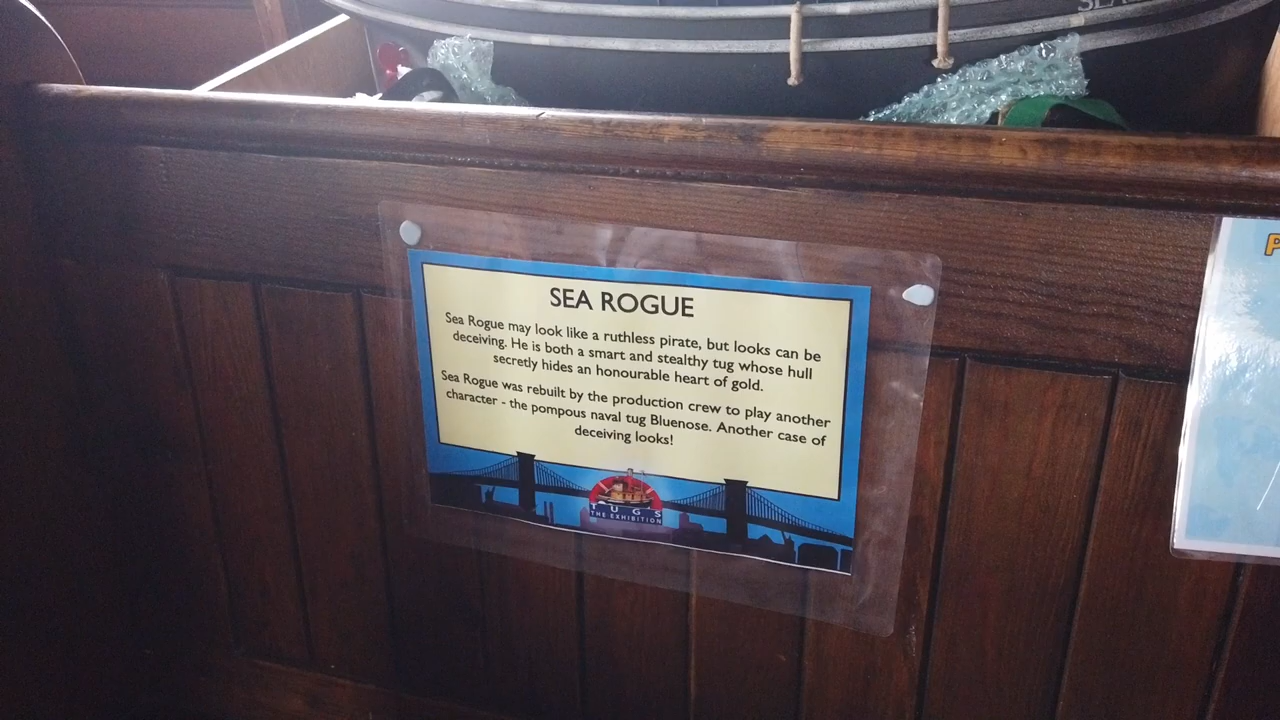 SEA
SEA ROGUE
Sea Rogue may look like a ruthless pirate, but looks can be
deceiving. He is both a smart and stealthy tug whose hull
secretly hides an honourable heart of gold.
Sea Rogue was rebuilt by the production crew to play another
character - the pompous naval tug Bluenose. Another case of
deceiving looks!
TUGS
THE EXHIBITION
P